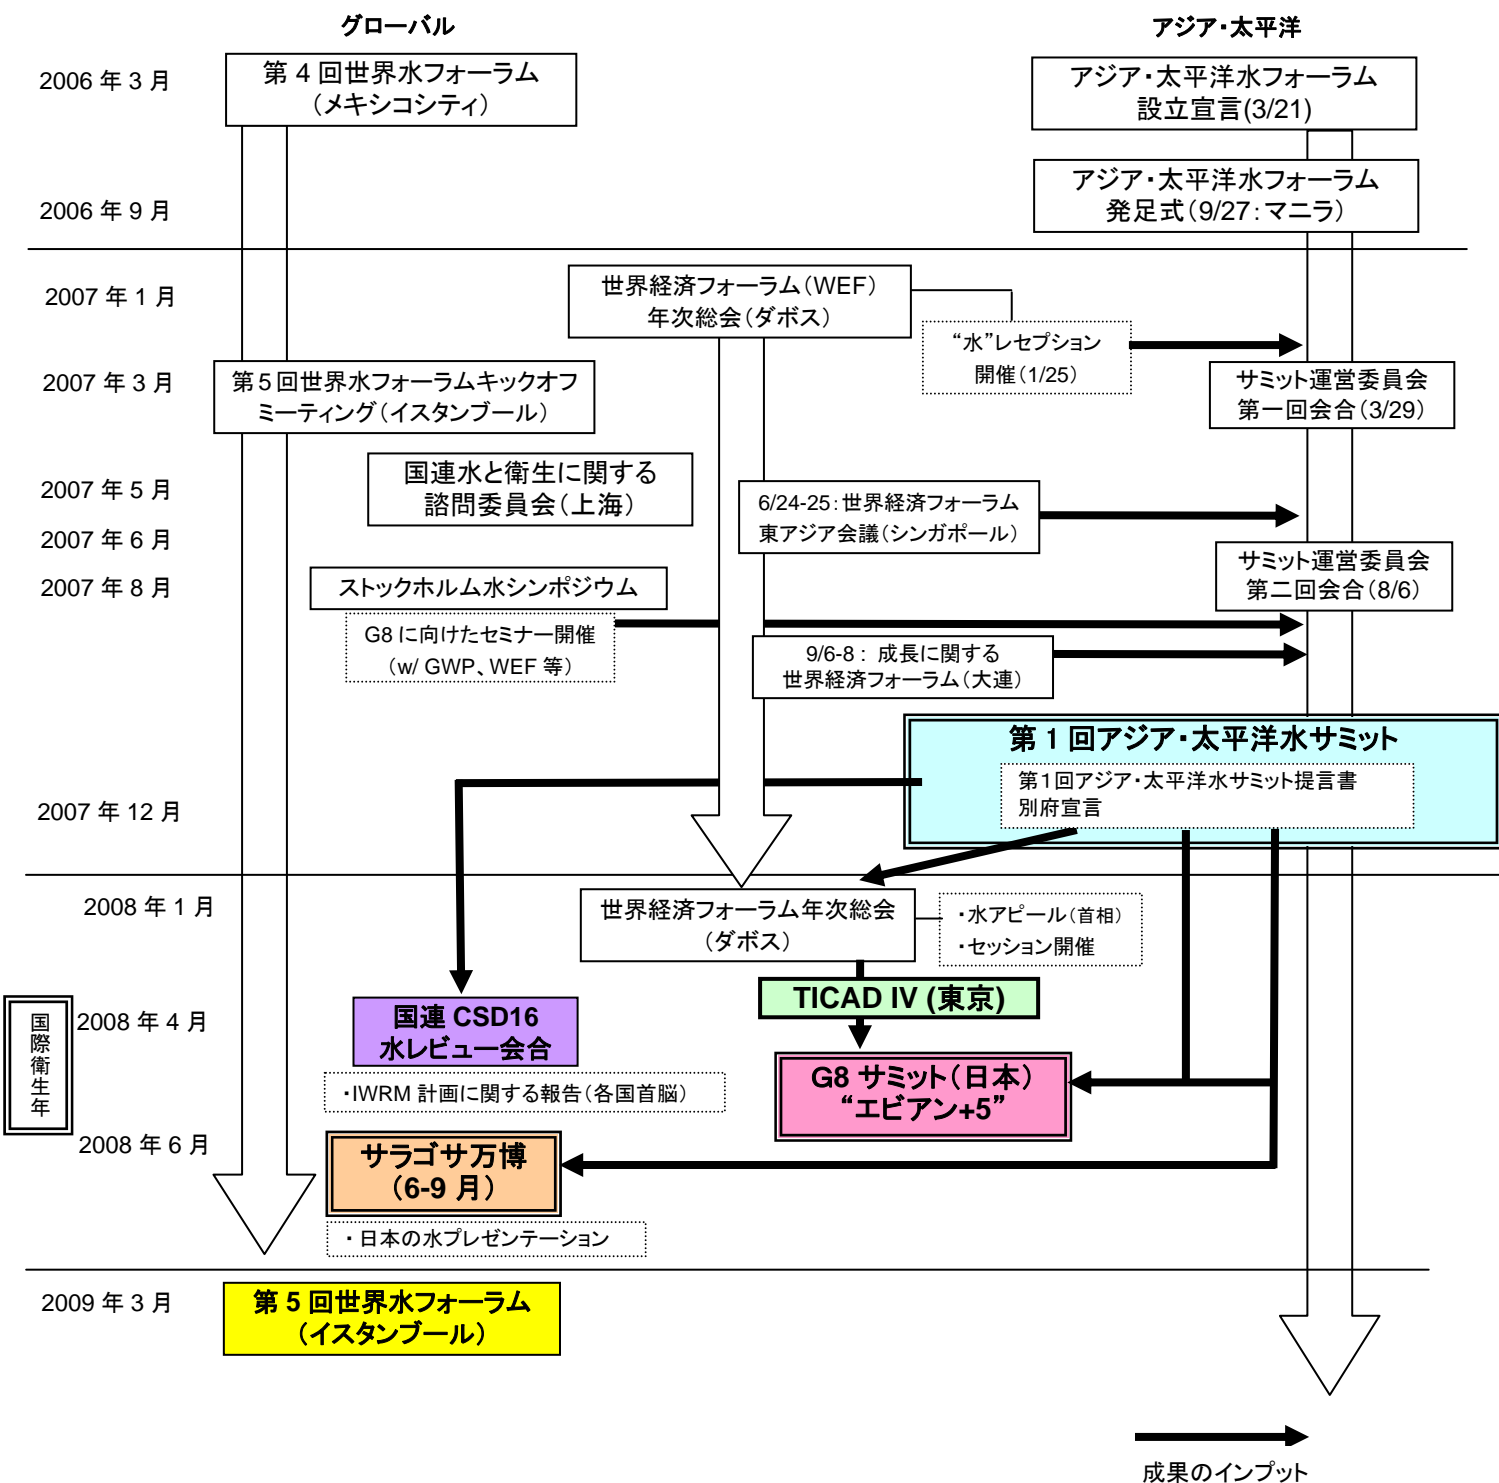 グローバル
アジア・太平洋
2006 年 3 月
第 4 回世界水フォーラム
（メキシコシティ）
アジア・太平洋水フォーラム
設立宣言(3/21)
2006 年 9 月
アジア・太平洋水フォーラム
発足式（9/27：マニラ）
2007 年 1 月
世界経済フォーラム（WEF）
年次総会（ダボス）
“水”レセプション
開催（1/25）
2007 年 3 月
第５回世界水フォーラムキックオフ
ミーティング（イスタンブール）
サミット運営委員会
第一回会合（3/29）
2007 年 5 月
国連水と衛生に関する
諮問委員会（上海）
6/24-25：世界経済フォーラム
東アジア会議（シンガポール）
2007 年 6 月
サミット運営委員会
第二回会合（8/6）
2007 年 8 月
ストックホルム水シンポジウム
G8 に向けたセミナー開催
（w/ GWP、WEF 等）
9/6-8： 成長に関する
世界経済フォーラム（大連）
第 1 回アジア・太平洋水サミット
第１回アジア・太平洋水サミット提言書
別府宣言
2007 年 12 月
2008 年 1 月
世界経済フォーラム年次総会
（ダボス）
・水アピール（首相）
・セッション開催
TICAD IV (東京)
国際衛生年
2008 年 4 月
国連 CSD16
水レビュー会合
G8 サミット（日本）
“エビアン+5”
・IWRM 計画に関する報告（各国首脳）
2008 年 6 月
サラゴサ万博
（6-9 月）
・日本の水プレゼンテーション
2009 年 3 月
第 5 回世界水フォーラム
（イスタンブール）
成果のインプット